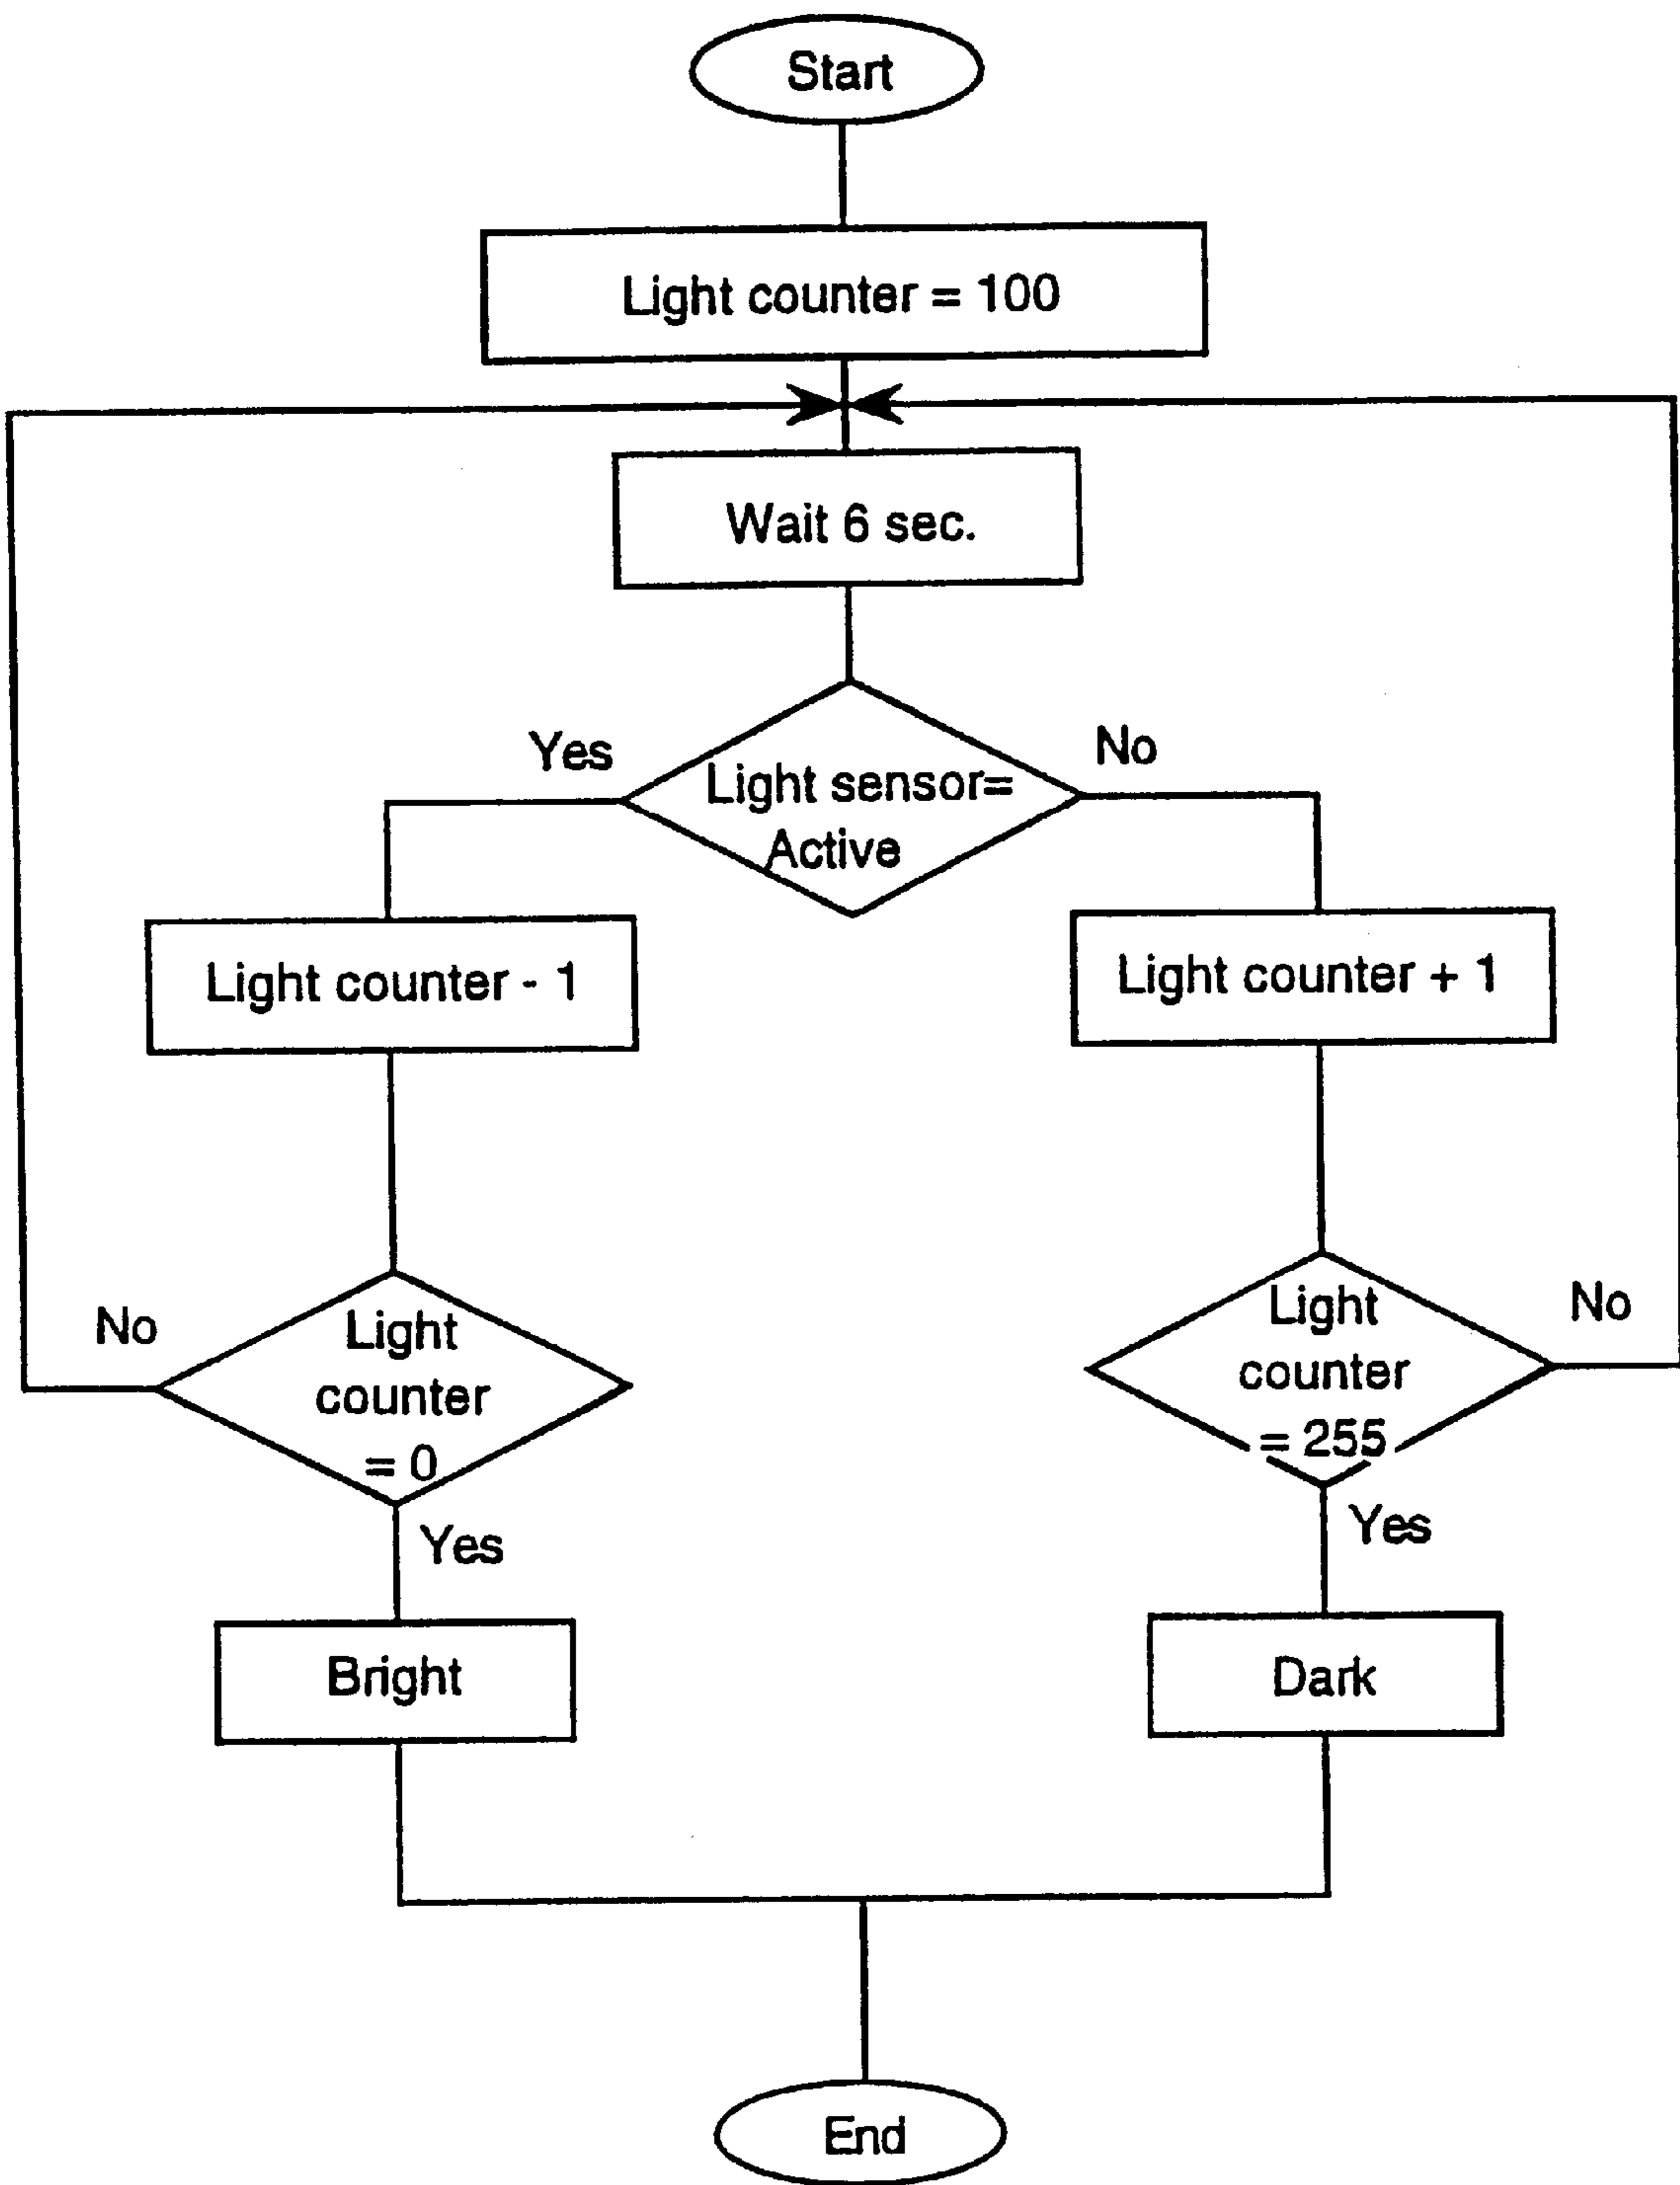 Start
Light counter = 100
Wait 6 sec.
Yes
No
Light sensor=
Active
Light counter - 1
Light counter + 1
No
Light
counter
= 0
Yes
Light
counter
= 255
No
Yes
Bright
Dark
End